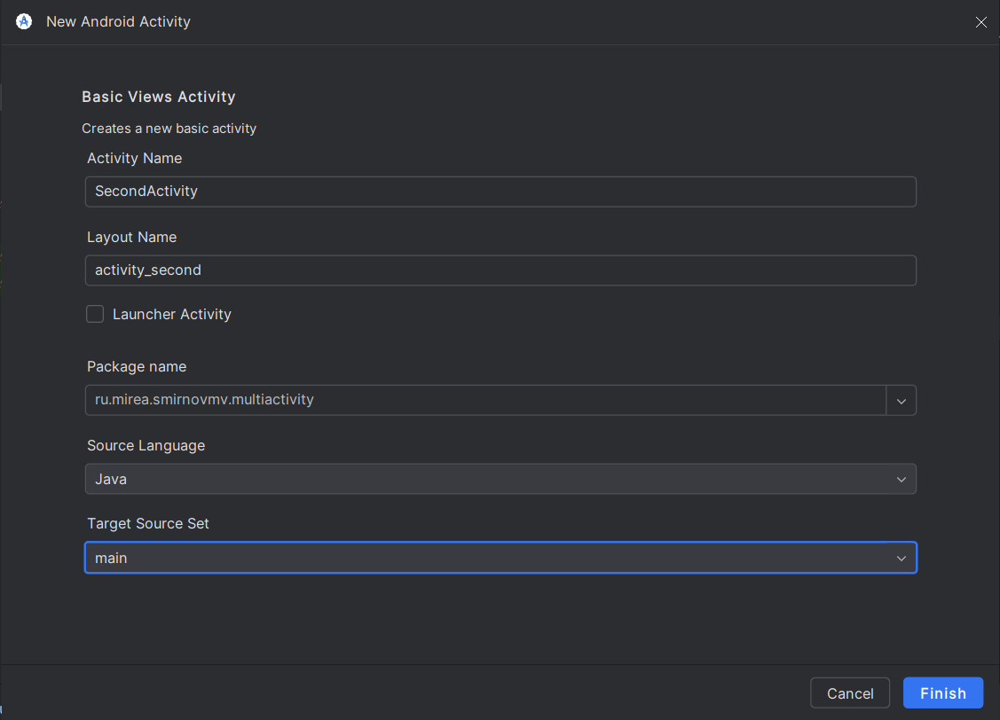 New Android Activity
Basic Views Activity
Creates a new basic activity
Activity Name
SecondActivity
Layout Name
activity_second
Launcher Activity
Package name
ru.mirea.smirnovmv.multiactivity
Source Language
Java
Target Source Set
main
Cancel
Finish